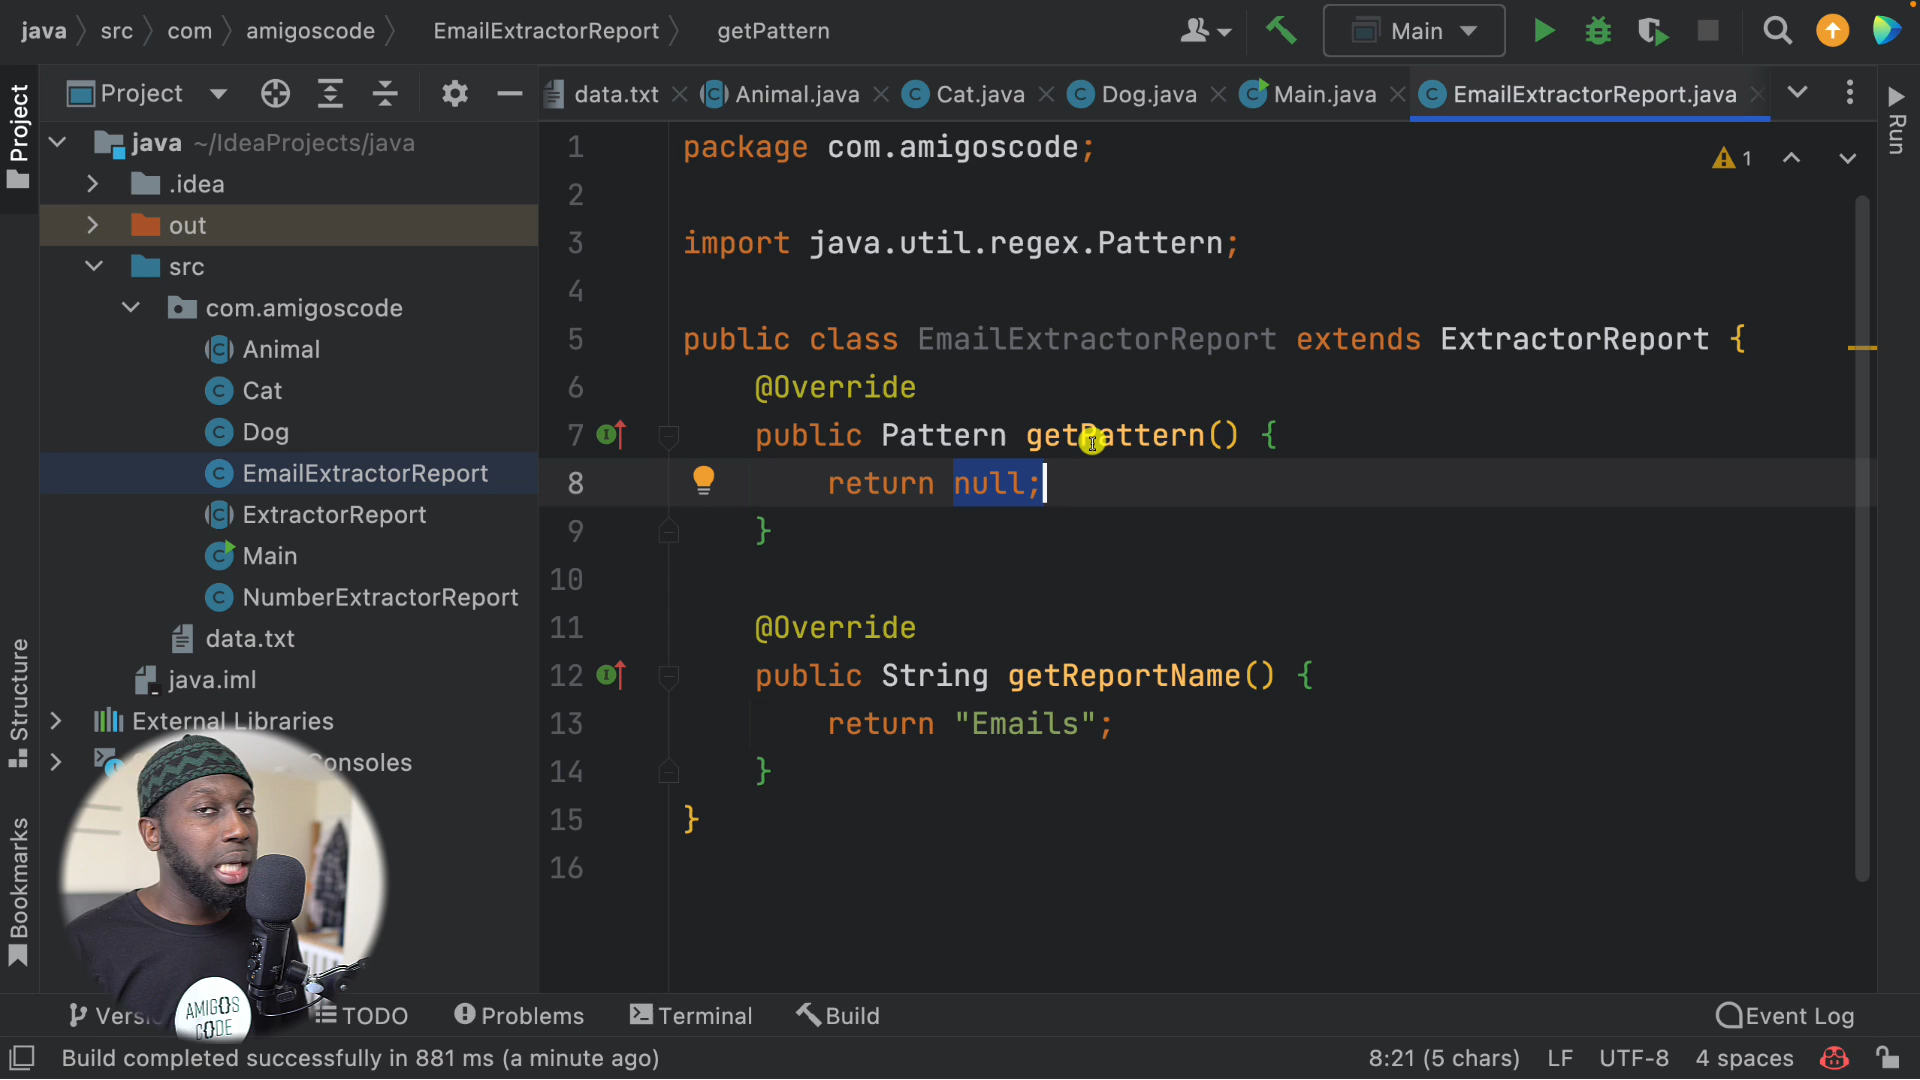 java src com amigoscode EmailExtractorReport getPattern Main
Project data.txt Animal.java Cat.java Dog.java Main.java EmailExtractorReport.java
Project
Run
java ~/IdeaProjects/java
.idea
out
src
com.amigoscode
Animal
Cat
Dog
EmailExtractorReport
ExtractorReport
Main
NumberExtractorReport
data.txt
java.iml
External Libraries
Consoles
Structure
Bookmarks
1 package com.amigoscode;
2
3 import java.util.regex.Pattern;
4
5 public class EmailExtractorReport extends ExtractorReport {
6 @Override
7 public Pattern getPattern() {
8 return null;
9 }
10
11 @Override
12 public String getReportName() {
13 return "Emails";
14 }
15 }
16
1
AMIGOS
CODE
Versi TODO Problems Terminal Build Event Log
Build completed successfully in 881 ms (a minute ago) 8:21 (5 chars) LF UTF-8 4 spaces